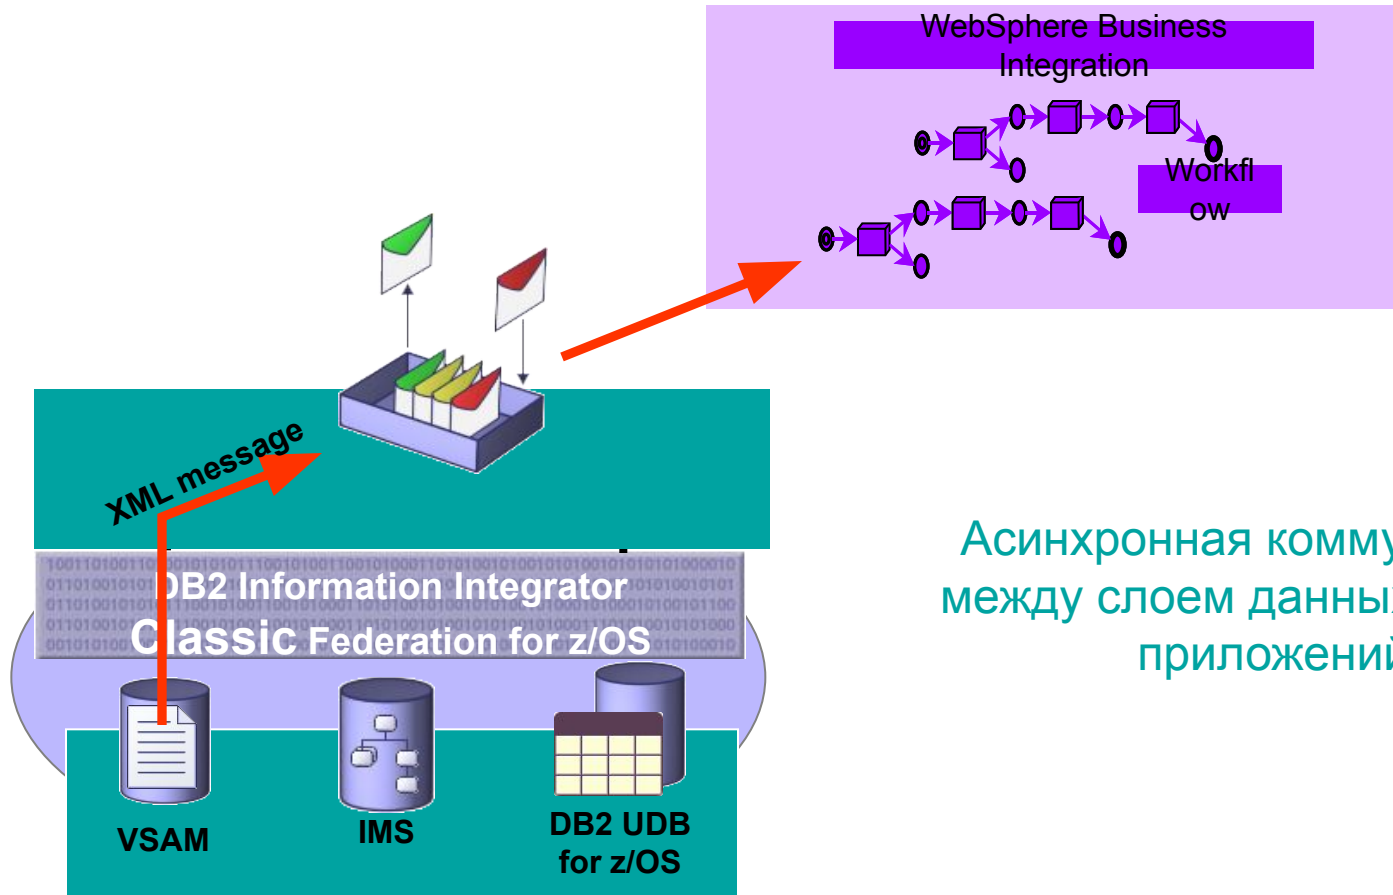 WebSphere Business
Integration
Workfl
ow
XML message
DB2 Information Integrator
Classic Federation for z/OS
Асинхронная комму
между слоем данных
приложений
VSAM
IMS
DB2 UDB
for z/OS